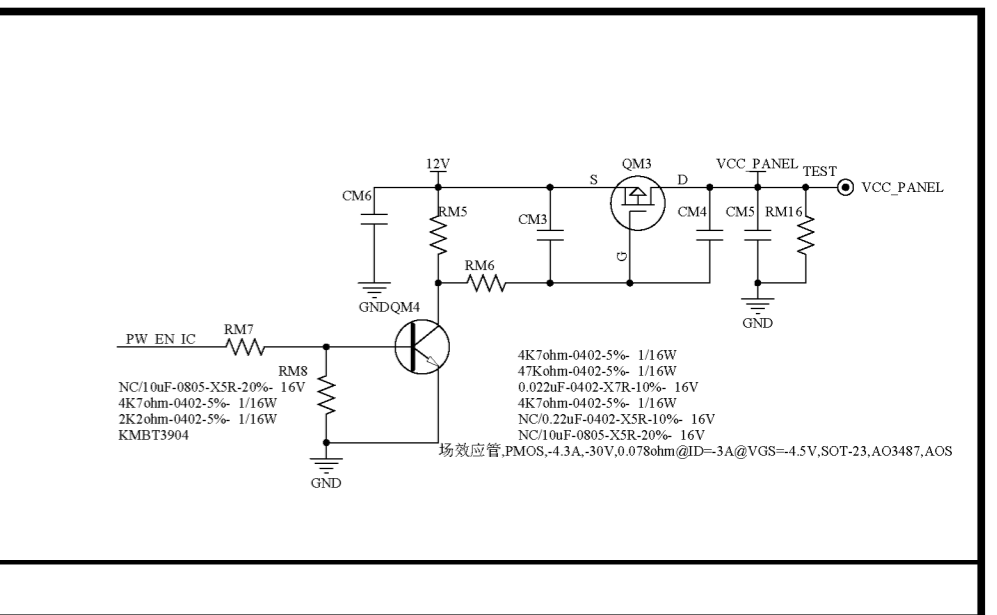 12V
QM3
VCC_PANEL
TEST
S
D
VCC_PANEL
CM6
RM5
CM3
CM4
CM5
RM16
G
RM6
GND
QM4
GND
PW_EN_IC
RM7
RM8
4K7ohm-0402-5%- 1/16W
47Kohm-0402-5%- 1/16W
0.022uF-0402-X7R-10%- 16V
4K7ohm-0402-5%- 1/16W
NC/0.22uF-0402-X5R-10%- 16V
NC/10uF-0805-X5R-20%- 16V
场效应管,PMOS,-4.3A,-30V,0.078ohm@ID=-3A@VGS=-4.5V,SOT-23,AO3487,AOS
NC/10uF-0805-X5R-20%- 16V
4K7ohm-0402-5%- 1/16W
2K2ohm-0402-5%- 1/16W
KMBT3904
GND